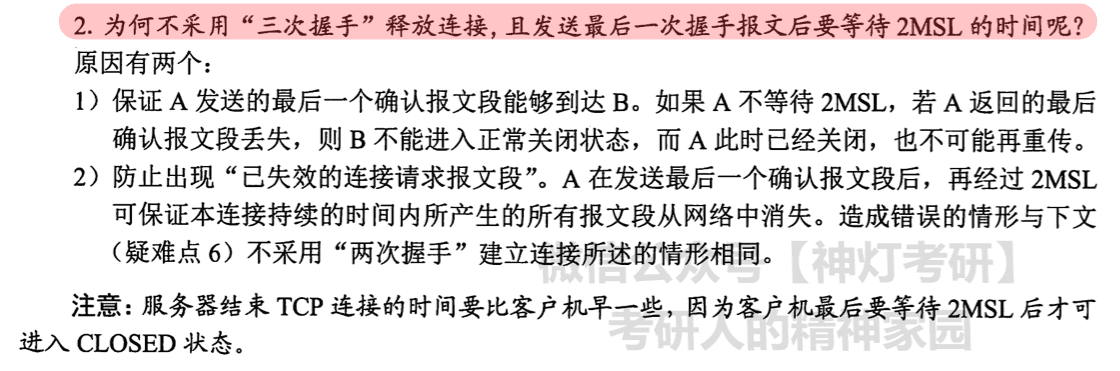 2. 为何不采用“三次握手”释放连接，且发送最后一次握手报文后要等待 2MSL 的时间呢？
原因有两个：
1）保证 A 发送的最后一个确认报文段能够到达 B。如果 A 不等待 2MSL，若 A 返回的最后
确认报文段丢失，则 B 不能进入正常关闭状态，而 A 此时已经关闭，也不可能再重传。
2）防止出现“已失效的连接请求报文段”。A 在发送最后一个确认报文段后，再经过 2MSL
可保证本连接持续的时间内所产生的所有报文段从网络中消失。造成错误的情形与下文
（疑难点 6）不采用“两次握手”建立连接所述的情形相同。
微信公众号【神灯考研】
注意：服务器结束 TCP 连接的时间要比客户机早一些，因为客户机最后要等待 2MSL 后才可
考研人的精神家园
进入 CLOSED 状态。